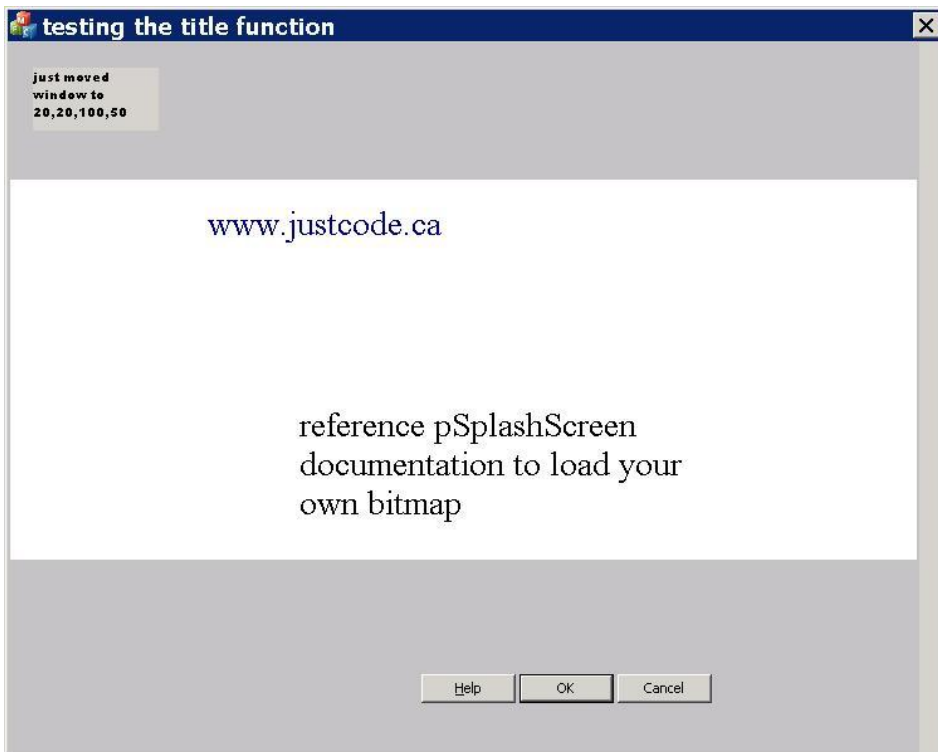 testing the title function
just moved
window to
20,20,100,50
www.justcode.ca
reference pSplashScreen
documentation to load your
own bitmap
Help OK Cancel